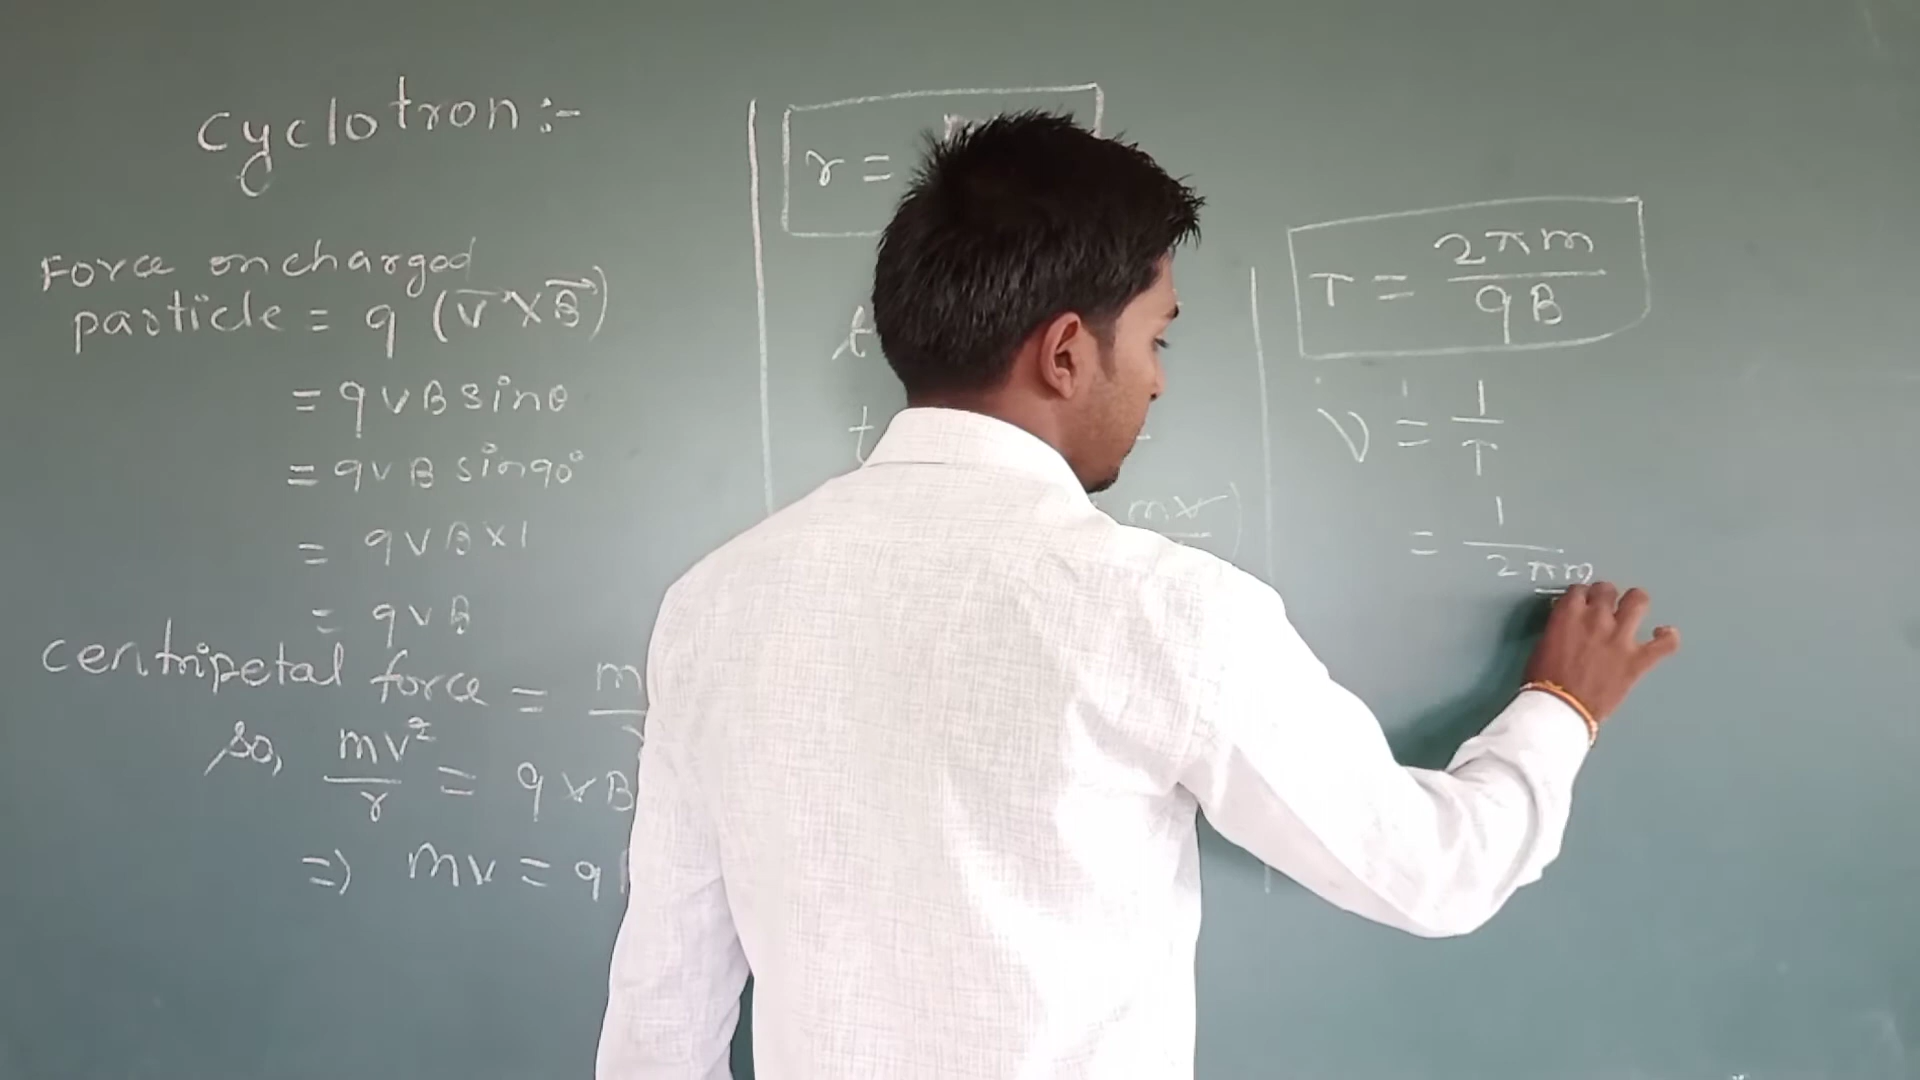 Cyclotron :-
Force on charged
particle = q (v⃗ × B⃗)
= qvB sinθ
= qvB sin90°
= qvB × 1
= qvB
centripetal force = m
so, mv²/r = qvB
=> mv = q
r =
t
t
mv)
T = 2πm/qB
ν = 1/T
= 1/2πm